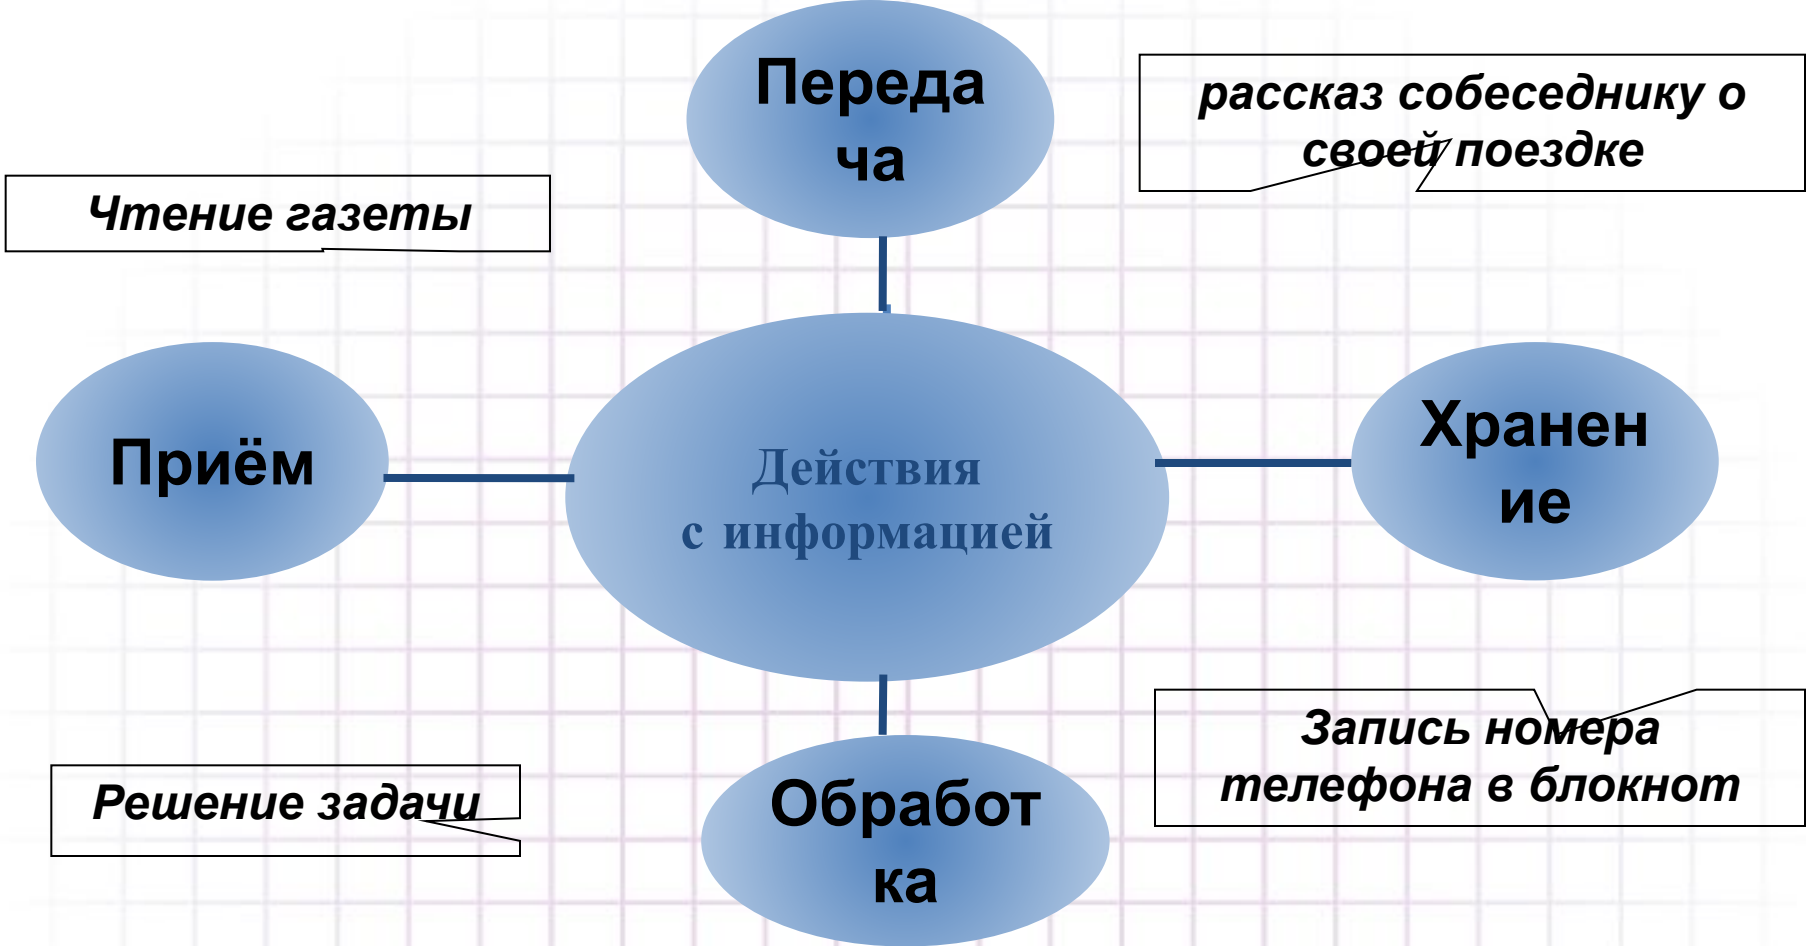 Переда
ча
рассказ собеседнику о
своей поездке
Чтение газеты
Приём
Действия
с информацией
Хранен
ие
Решение задачи
Обработ
ка
Запись номера
телефона в блокнот